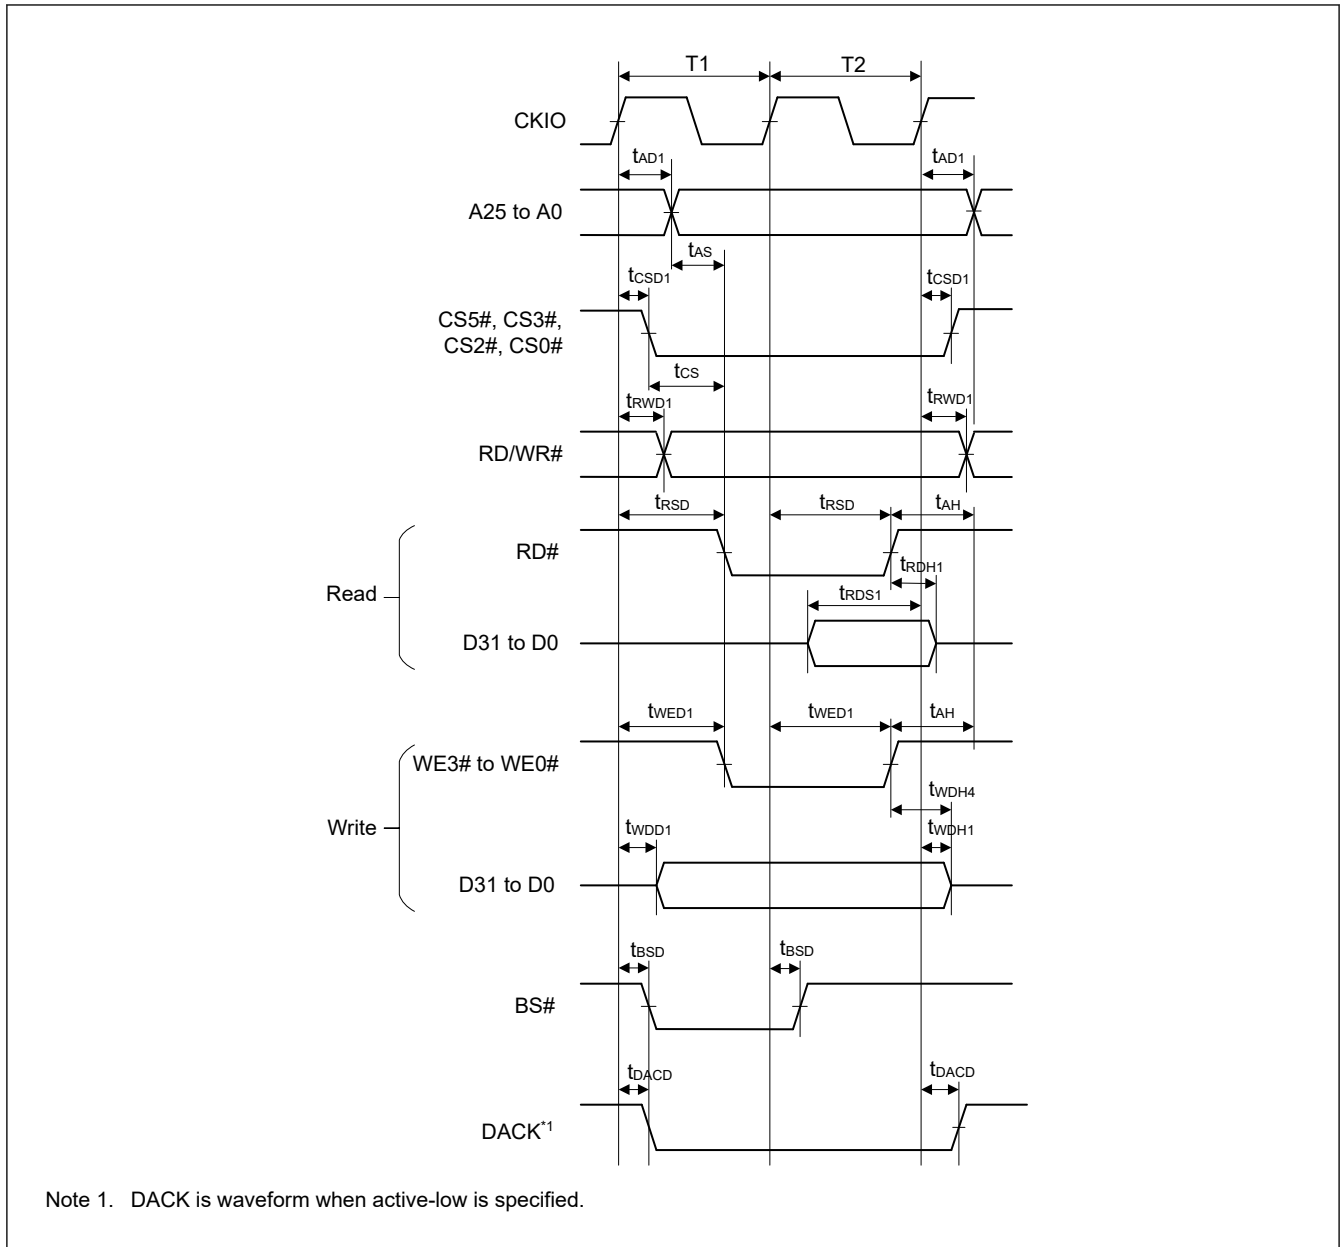 T1 T2
CKIO
tAD1 tAD1
A25 to A0
tAS
tCSD1 tCSD1
CS5#, CS3#,
CS2#, CS0#
tCS
tRWD1 tRWD1
RD/WR#
tRSD tRSD tAH
RD#
tRDH1
Read
tRDS1
D31 to D0
tWED1 tWED1 tAH
WE3# to WE0#
tWDH4
Write
tWDD1 tWDH1
D31 to D0
tBSD tBSD
BS#
tDACD tDACD
DACK*1
Note 1. DACK is waveform when active-low is specified.